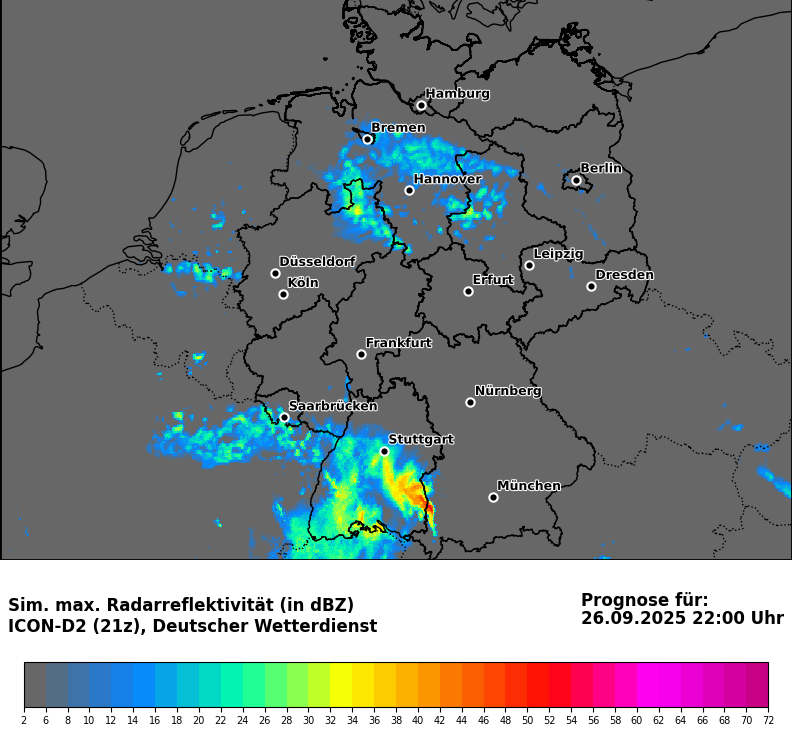 Hamburg
Bremen
Berlin
Hannover
Leipzig
Düsseldorf
Dresden
Erfurt
Köln
Frankfurt
Nürnberg
Saarbrücken
Stuttgart
München
Sim. max. Radarreflektivität (in dBZ)
ICON-D2 (21z), Deutscher Wetterdienst
Prognose für:
26.09.2025 22:00 Uhr
2 6 8 10 12 14 16 18 20 22 24 26 28 30 32 34 36 38 40 42 44 46 48 50 52 54 56 58 60 62 64 66 68 70 72